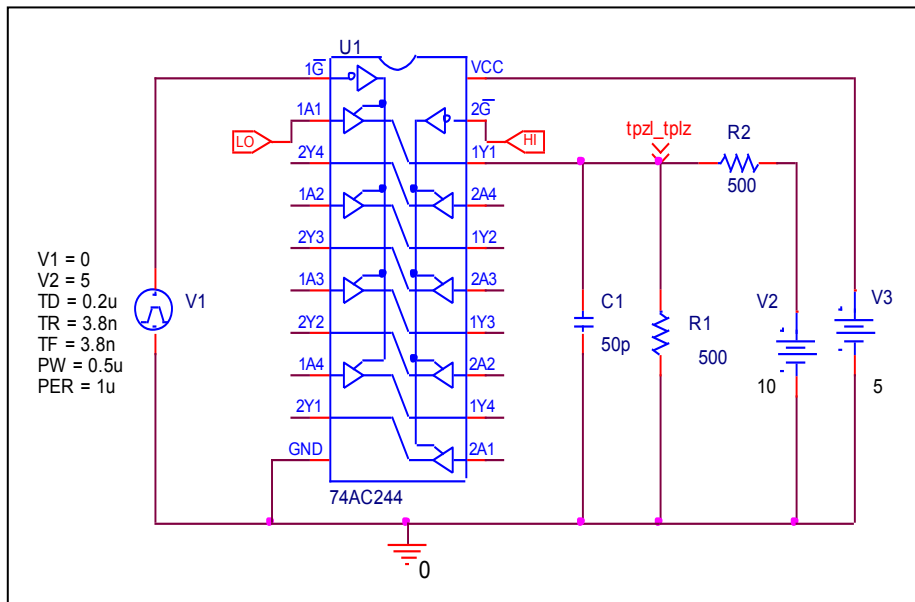 U1
1G
VCC
1A1
2G
LO
HI
tpzl_tplz
R2
2Y4
1Y1
500
1A2
2A4
2Y3
1Y2
V1 = 0
V2 = 5
TD = 0.2u
TR = 3.8n
TF = 3.8n
PW = 0.5u
PER = 1u
V1
1A3
2A3
C1
50p
R1
500
V2
10
V3
5
2Y2
1Y3
1A4
2A2
2Y1
1Y4
GND
2A1
74AC244
0